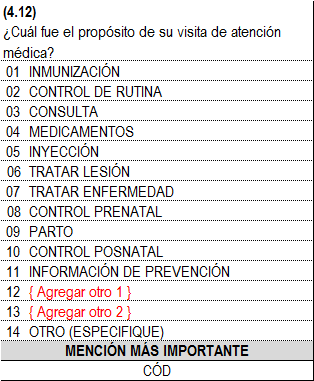 (4.12)
¿Cuál fue el propósito de su visita de atención
médica?
01 INMUNIZACIÓN
02 CONTROL DE RUTINA
03 CONSULTA
04 MEDICAMENTOS
05 INYECCIÓN
06 TRATAR LESIÓN
07 TRATAR ENFERMEDAD
08 CONTROL PRENATAL
09 PARTO
10 CONTROL POSNATAL
11 INFORMACIÓN DE PREVENCIÓN
12 { Agregar otro 1 }
13 { Agregar otro 2 }
14 OTRO (ESPECIFIQUE)
MENCIÓN MÁS IMPORTANTE
CÓD